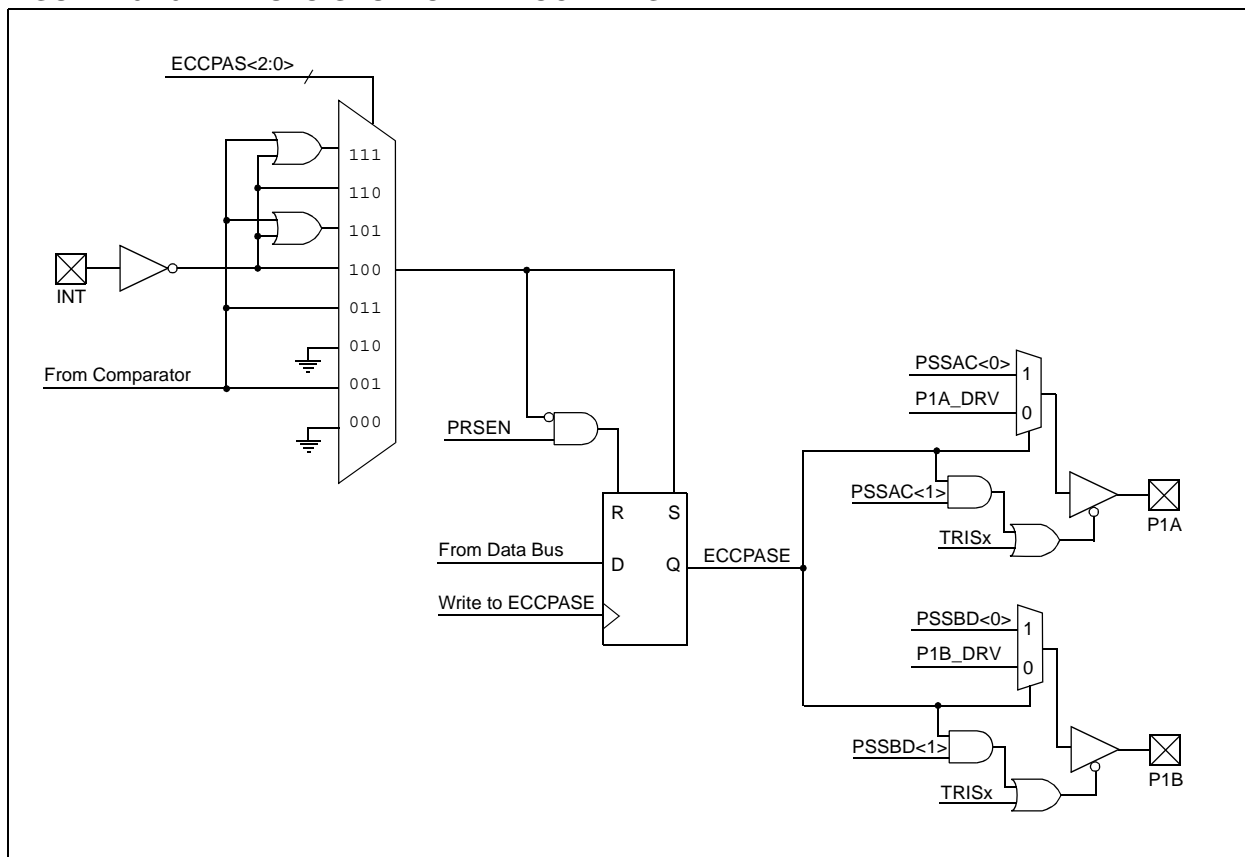 ECCPAS<2:0>
111
110
101
100
INT
011
010
From Comparator
001
000
PRSEN
R S
From Data Bus
D Q
ECCPASE
Write to ECCPASE
PSSAC<0>
1
P1A_DRV
0
PSSAC<1>
P1A
TRISx
PSSBD<0>
1
P1B_DRV
0
PSSBD<1>
P1B
TRISx